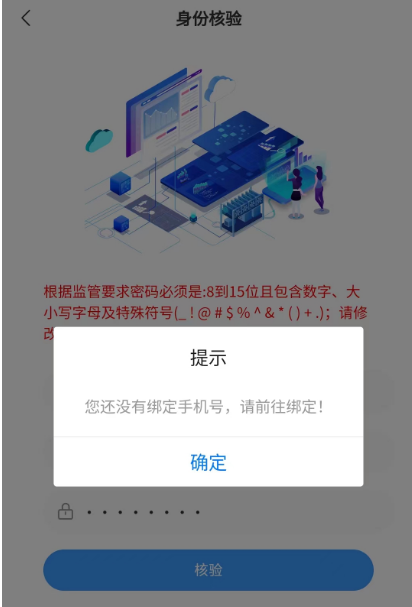 身份核验
根据监管要求密码必须是:8到15位且包含数字、大
小写字母及特殊符号(_ ! @ # $ % ^ & * ( ) + .)；请修
改
提示
您还没有绑定手机号，请前往绑定！
确定
核验